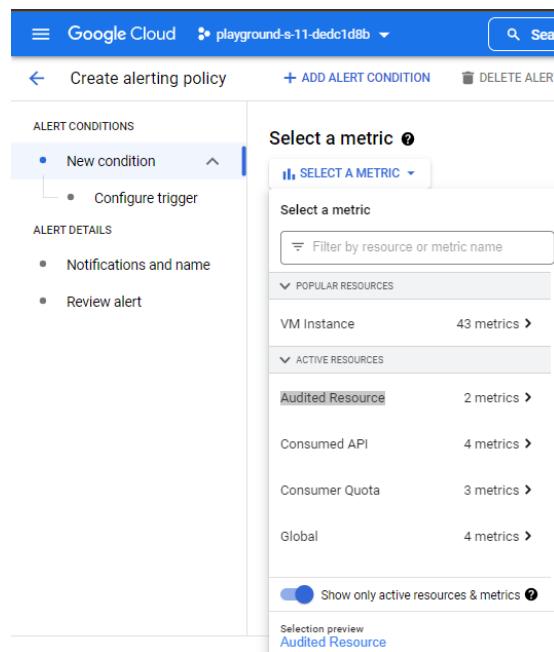 Google Cloud playground-s-11-dedc1d8b
Create alerting policy
ADD ALERT CONDITION
DELETE ALER
ALERT CONDITIONS
New condition
Configure trigger
ALERT DETAILS
Notifications and name
Review alert
Select a metric
SELECT A METRIC
Select a metric
Filter by resource or metric name
POPULAR RESOURCES
VM Instance 43 metrics
ACTIVE RESOURCES
Audited Resource 2 metrics
Consumed API 4 metrics
Consumer Quota 3 metrics
Global 4 metrics
Show only active resources & metrics
Selection preview
Audited Resource